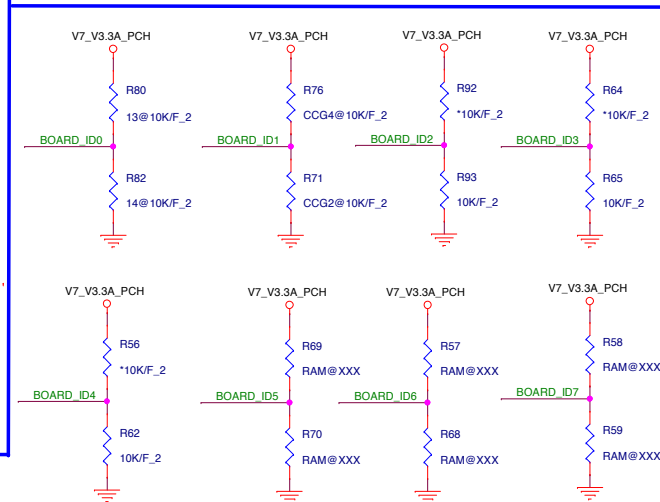 V7_V3.3A_PCH V7_V3.3A_PCH V7_V3.3A_PCH V7_V3.3A_PCH
R80 R76 R92 R64
13@10K/F_2 CCG4@10K/F_2 *10K/F_2 *10K/F_2
BOARD_ID0 BOARD_ID1 BOARD_ID2 BOARD_ID3
R82 R71 R93 R65
14@10K/F_2 CCG2@10K/F_2 10K/F_2 10K/F_2
V7_V3.3A_PCH V7_V3.3A_PCH V7_V3.3A_PCH V7_V3.3A_PCH
R56 R69 R57 R58
*10K/F_2 RAM@XXX RAM@XXX RAM@XXX
BOARD_ID4 BOARD_ID5 BOARD_ID6 BOARD_ID7
R62 R70 R68 R59
10K/F_2 RAM@XXX RAM@XXX RAM@XXX